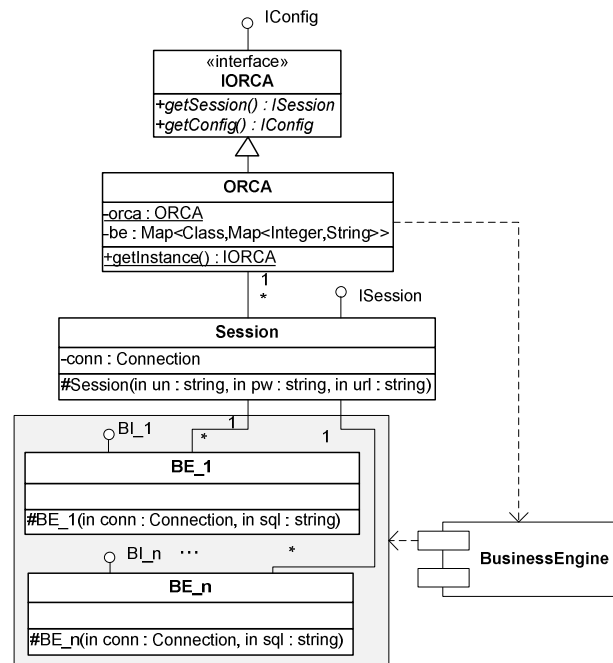 IConfig
«interface»
IORCA
+getSession() : ISession
+getConfig() : IConfig
ORCA
-orca : ORCA
-be : Map<Class,Map<Integer,String>>
+getInstance() : IORCA
1
*
ISession
Session
-conn : Connection
#Session(in un : string, in pw : string, in url : string)
BI_1
*
1
1
BE_1
#BE_1(in conn : Connection, in sql : string)
BI_n
...
*
BusinessEngine
BE_n
#BE_n(in conn : Connection, in sql : string)